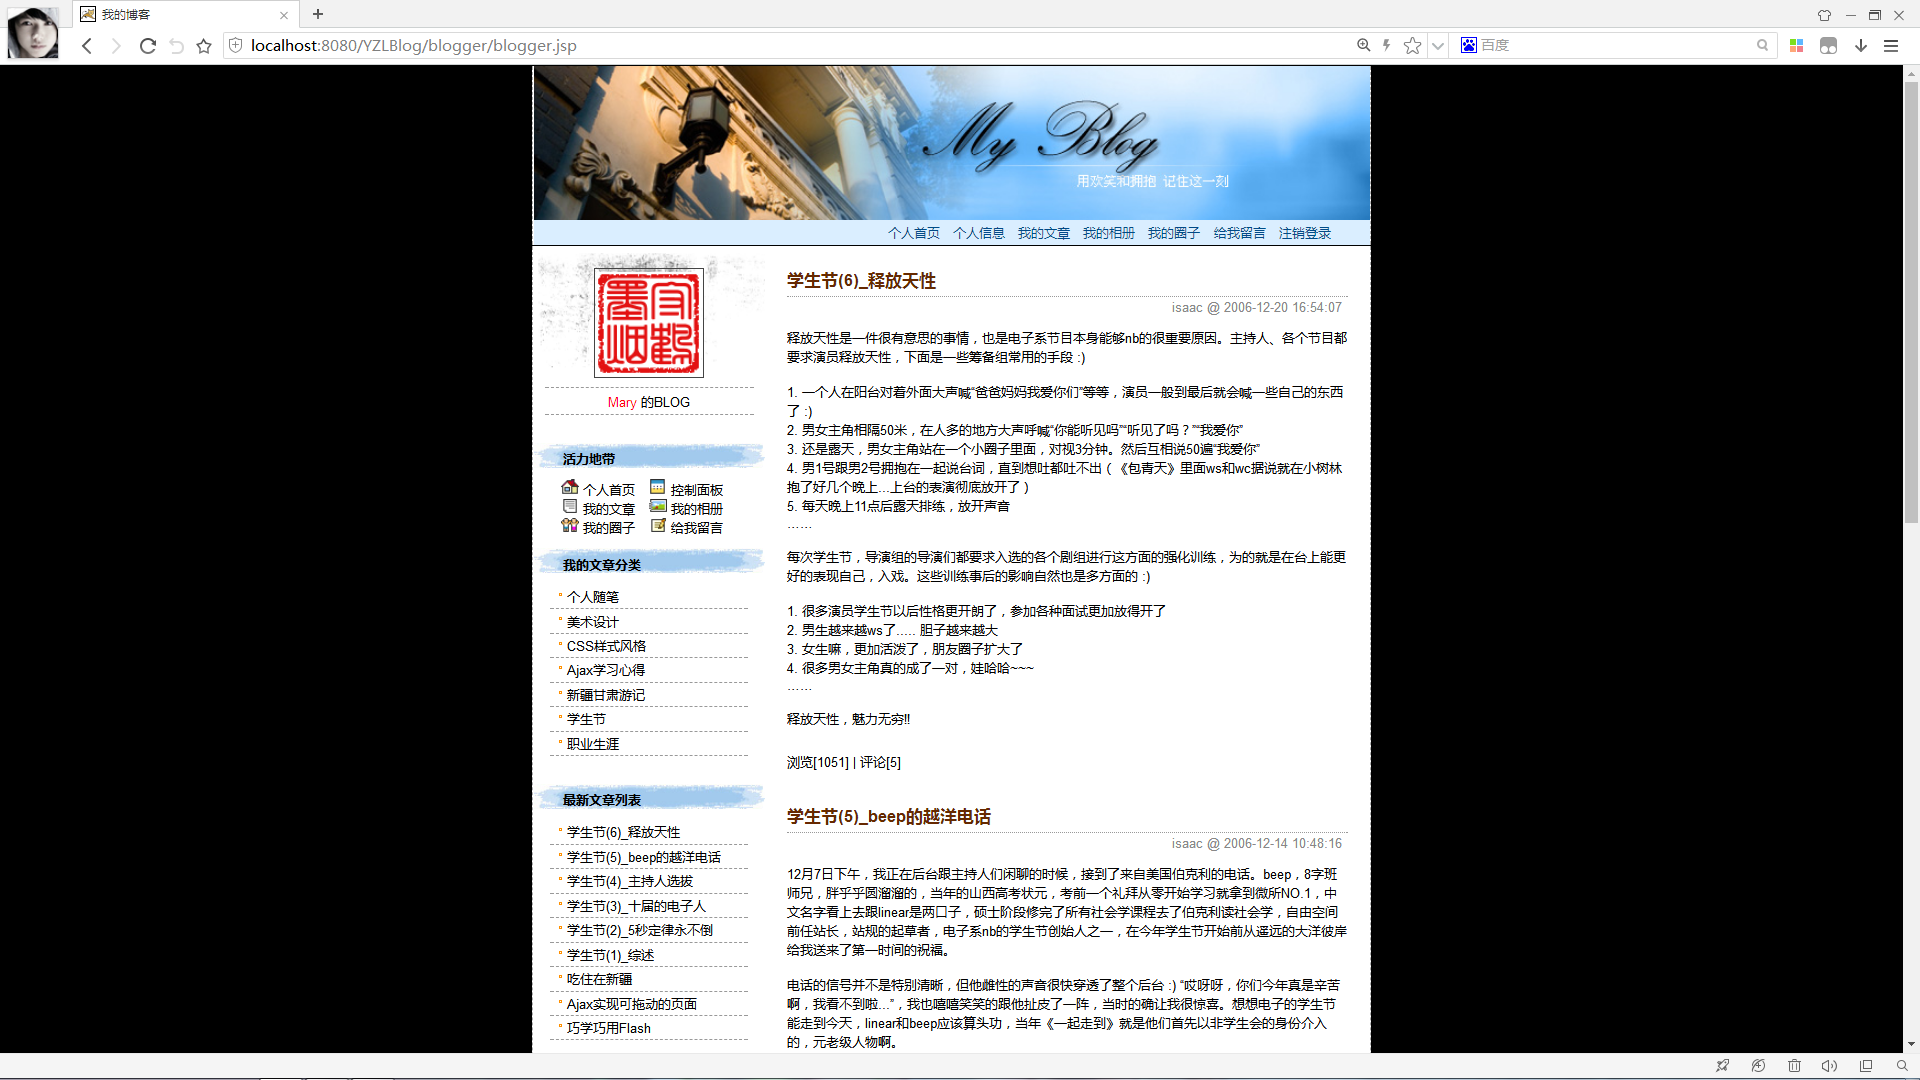 我的博客
localhost:8080/YZLBlog/blogger/blogger.jsp
百度
My Blog
用欢笑和拥抱 记住这一刻
个人首页 个人信息 我的文章 我的相册 我的圈子 给我留言 注销登录
Mary 的BLOG
活力地带
个人首页 控制面板
我的文章 我的相册
我的圈子 给我留言
我的文章分类
个人随笔
美术设计
CSS样式风格
Ajax学习心得
新疆甘肃游记
学生节
职业生涯
最新文章列表
学生节(6)_释放天性
学生节(5)_beep的越洋电话
学生节(4)_主持人选拔
学生节(3)_十届的电子人
学生节(2)_5秒定律永不倒
学生节(1)_综述
吃住在新疆
Ajax实现可拖动的页面
巧学巧用Flash
学生节(6)_释放天性
isaac @ 2006-12-20 16:54:07
释放天性是一件很有意思的事情，也是电子系节目本身能够nb的很重要原因。主持人、各个节目都
要求演员释放天性，下面是一些筹备组常用的手段 :)
1. 一个人在阳台对着外面大声喊“爸爸妈妈我爱你们”等等，演员一般到最后就会喊一些自己的东西
了 :)
2. 男女主角相隔50米，在人多的地方大声呼喊“你能听见吗”“听见了吗？”“我爱你”
3. 还是露天，男女主角站在一个小圈子里面，对视3分钟。然后互相说50遍“我爱你”
4. 男1号跟男2号拥抱在一起说台词，直到想吐都吐不出（《包青天》里面ws和wc据说就在小树林
抱了好几个晚上…上台的表演彻底放开了）
5. 每天晚上11点后露天排练，放开声音
……
每次学生节，导演组的导演们都要求入选的各个剧组进行这方面的强化训练，为的就是在台上能更
好的表现自己，入戏。这些训练事后的影响自然也是多方面的 :)
1. 很多演员学生节以后性格更开朗了，参加各种面试更加放得开了
2. 男生越来越ws了..... 胆子越来越大
3. 女生嘛，更加活泼了，朋友圈子扩大了
4. 很多男女主角真的成了一对，娃哈哈~~~
……
释放天性，魅力无穷!!
浏览[1051] | 评论[5]
学生节(5)_beep的越洋电话
isaac @ 2006-12-14 10:48:16
12月7日下午，我正在后台跟主持人们闲聊的时候，接到了来自美国伯克利的电话。beep，8字班
师兄，胖乎乎圆溜溜的，当年的山西高考状元，考前一个礼拜从零开始学习就拿到微所NO.1，中
文名字看上去跟linear是两口子，硕士阶段修完了所有社会学课程去了伯克利读社会学，自由空间
前任站长，站规的起草者，电子系nb的学生节创始人之一，在今年学生节开始前从遥远的大洋彼岸
给我送来了第一时间的祝福。
电话的信号并不是特别清晰，但他雌性的声音很快穿透了整个后台 :) “哎呀呀，你们今年真是辛苦
啊，我看不到啦…”，我也嘻嘻笑笑的跟他扯皮了一阵，当时的确让我很惊喜。想想电子的学生节
能走到今天，linear和beep应该算头功，当年《一起走到》就是他们首先以非学生会的身份介入
的，元老级人物啊。